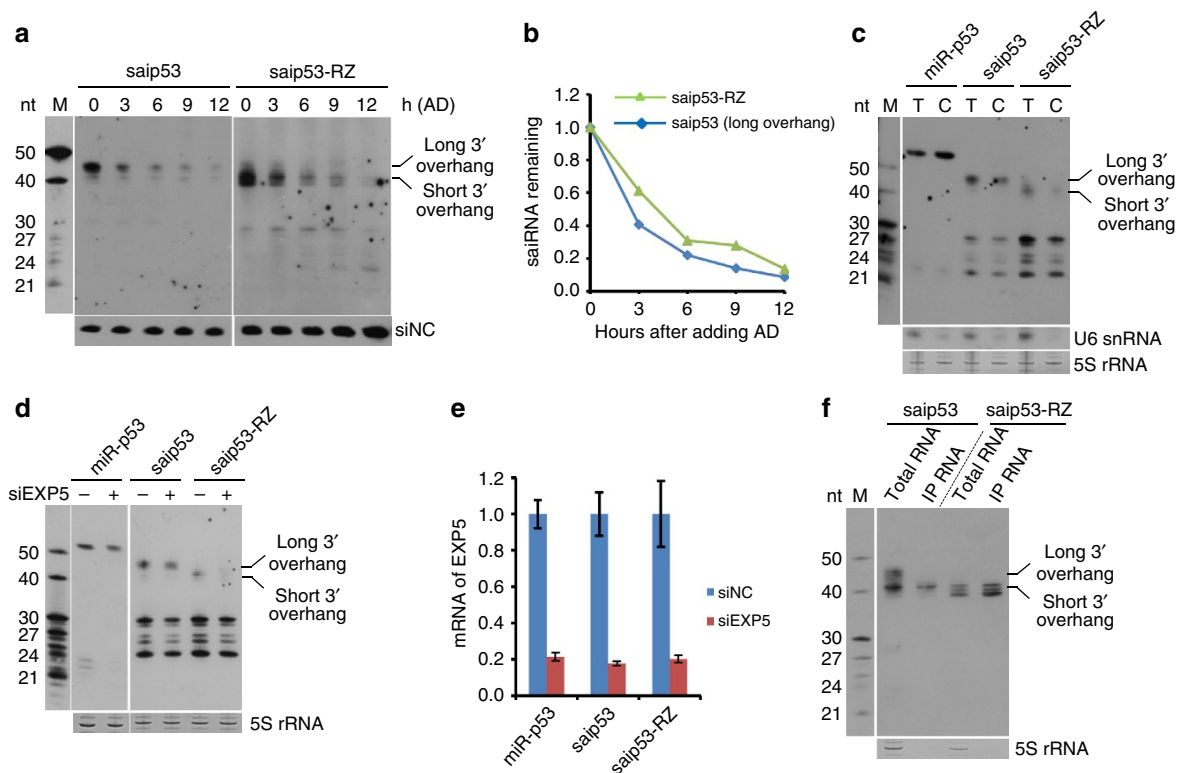 a
saip53
saip53-RZ
nt M 0 3 6 9 12 0 3 6 9 12 h (AD)
50
40
30
27
24
21
Long 3′
overhang
Short 3′
overhang
siNC
b
saiRNA remaining
1.2
1.0
0.8
0.6
0.4
0.2
0.0
saip53-RZ
saip53 (long overhang)
0 3 6 9 12
Hours after adding AD
c
miR-p53
saip53
saip53-RZ
nt M T C T C T C
50
40
30
27
24
21
Long 3′
overhang
Short 3′
overhang
U6 snRNA
5S rRNA
d
miR-p53
saip53
saip53-RZ
siEXP5 – + – + – +
50
40
30
27
24
21
Long 3′
overhang
Short 3′
overhang
5S rRNA
e
mRNA of EXP5
1.2
1.0
0.8
0.6
0.4
0.2
0.0
siNC
siEXP5
miR-p53
saip53
saip53-RZ
f
saip53
saip53-RZ
Total RNA
IP RNA
Total RNA
IP RNA
nt M
50
40
30
27
24
21
Long 3′
overhang
Short 3′
overhang
5S rRNA